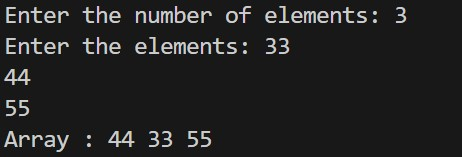 Enter the number of elements: 3
Enter the elements: 33
44
55
Array : 44 33 55